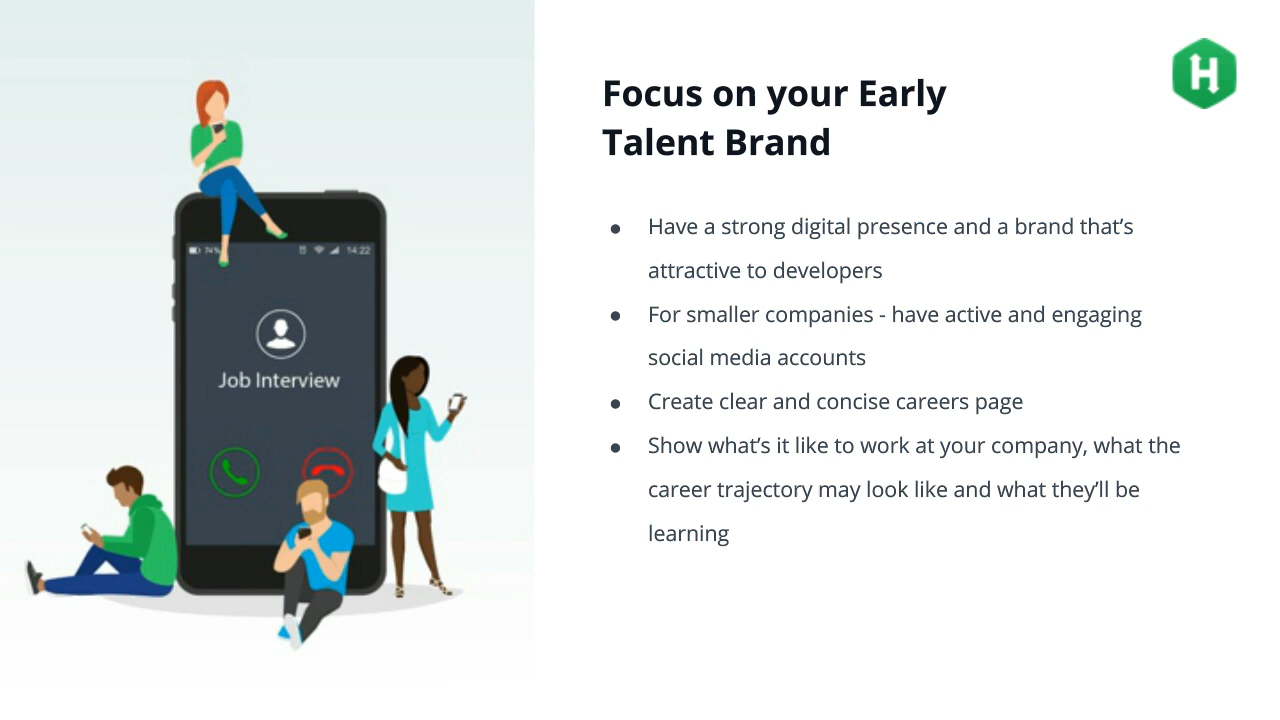 Focus on your Early
Talent Brand
● Have a strong digital presence and a brand that’s
attractive to developers
● For smaller companies - have active and engaging
social media accounts
● Create clear and concise careers page
● Show what’s it like to work at your company, what the
career trajectory may look like and what they’ll be
learning
74%
14:22
Job Interview
H